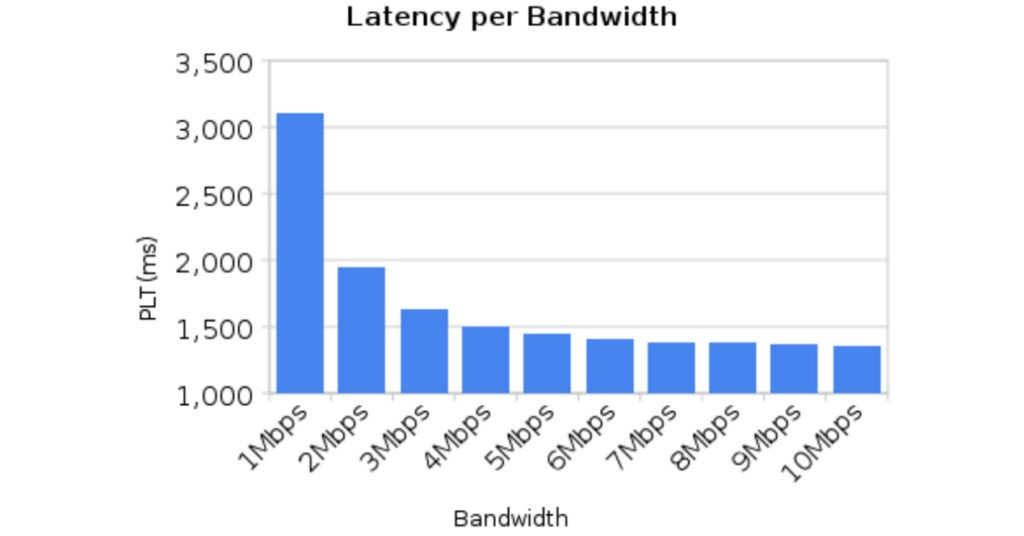 Latency per Bandwidth
3,500
3,000
2,500
2,000
1,500
1,000
PLT (ms)
1Mbps
2Mbps
3Mbps
4Mbps
5Mbps
6Mbps
7Mbps
8Mbps
9Mbps
10Mbps
Bandwidth